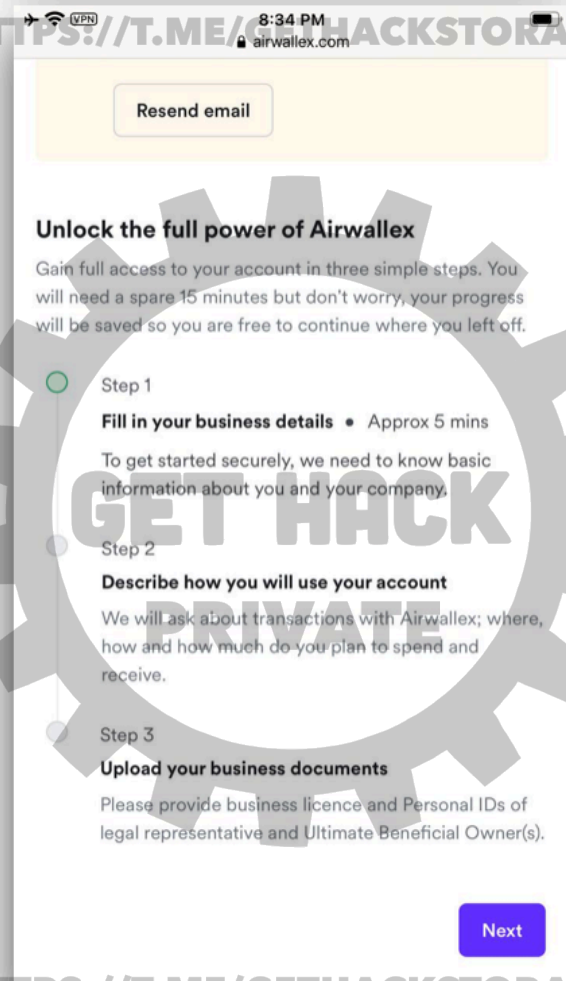 HTTPS://T.ME/GETHACKSTORA
VPN
8:34 PM
airwallex.com
Resend email
Unlock the full power of Airwallex
Gain full access to your account in three simple steps. You
will need a spare 15 minutes but don't worry, your progress
will be saved so you are free to continue where you left off.
Step 1
Fill in your business details • Approx 5 mins
To get started securely, we need to know basic
information about you and your company.
GET HACK
Step 2
Describe how you will use your account
We will ask about transactions with Airwallex; where,
how and how much do you plan to spend and
receive.
PRIVATE
Step 3
Upload your business documents
Please provide business licence and Personal IDs of
legal representative and Ultimate Beneficial Owner(s).
Next